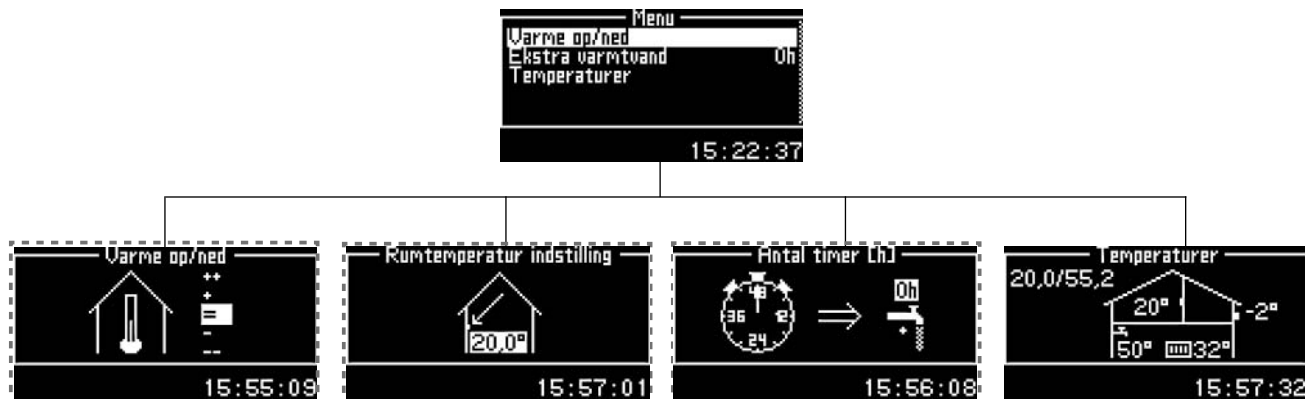 Menu
Varme op/ned
Ekstra varmtvand 0h
Temperaturer
15:22:37
Varme op/ned
++
+
=
-
--
15:55:09
Rumtemperatur indstilling
20,0°
15:57:01
Antal timer [h]
48
36 12
24
0h
+
15:56:08
Temperaturer
20,0/55,2
20°
-2°
50° 32°
15:57:32